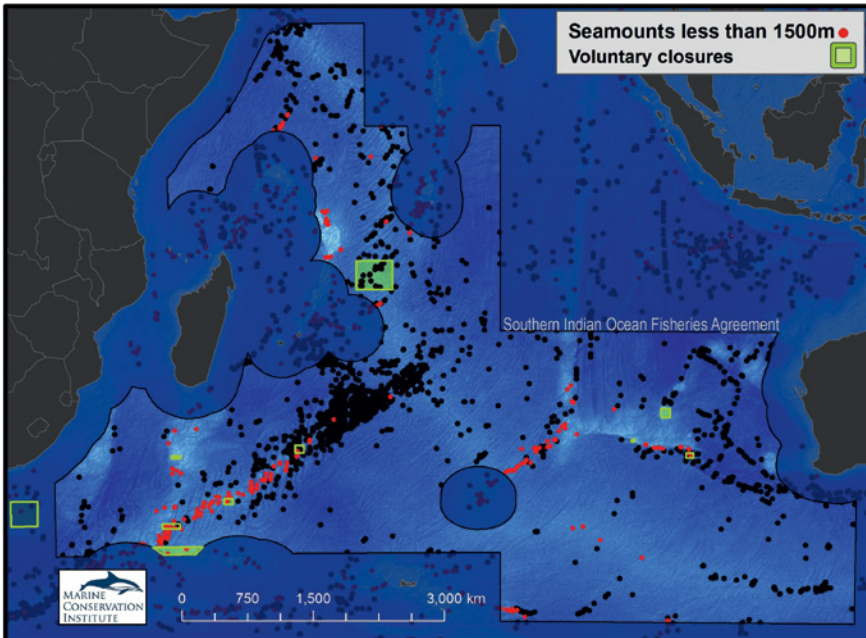 Seamounts less than 1500m
Voluntary closures
Southern Indian Ocean Fisheries Agreement
MARINE
CONSERVATION
INSTITUTE
0 750 1,500 3,000 km